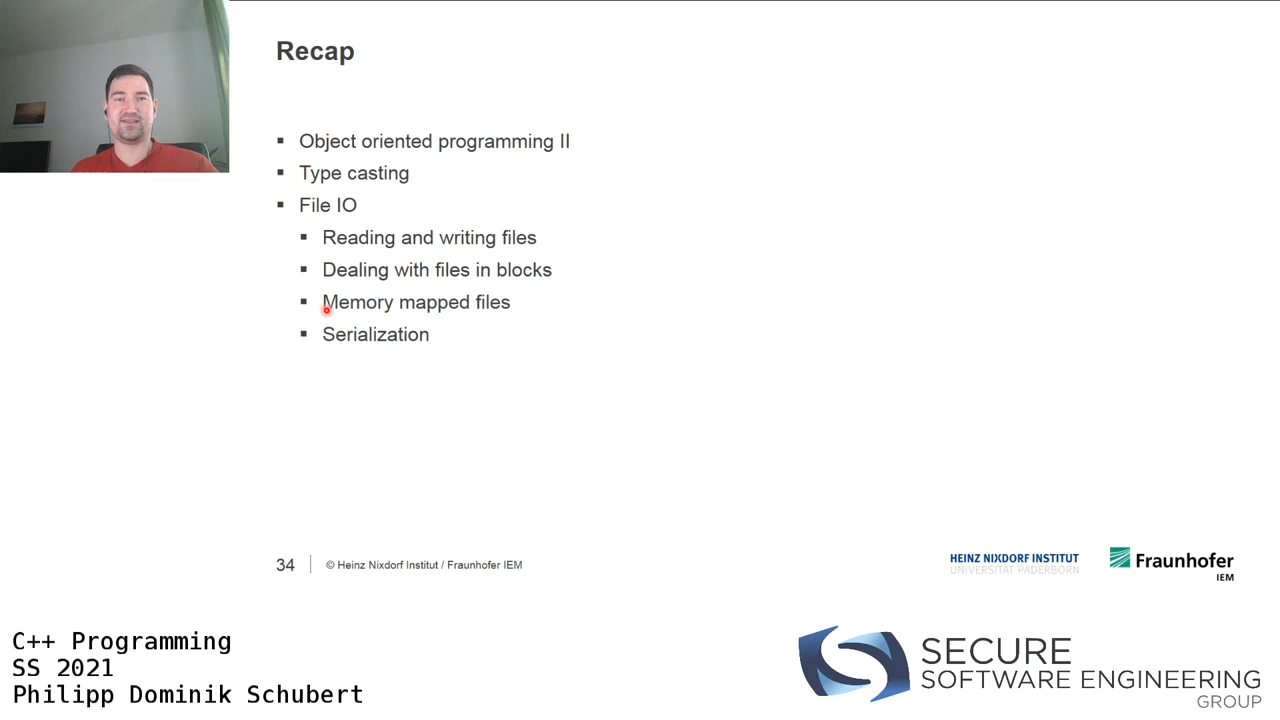 Recap
Object oriented programming II
Type casting
File IO
Reading and writing files
Dealing with files in blocks
Memory mapped files
Serialization
34
© Heinz Nixdorf Institut / Fraunhofer IEM
HEINZ NIXDORF INSTITUT
UNIVERSITÄT PADERBORN
Fraunhofer
IEM
C++ Programming
SS 2021
Philipp Dominik Schubert
SECURE
SOFTWARE ENGINEERING
GROUP